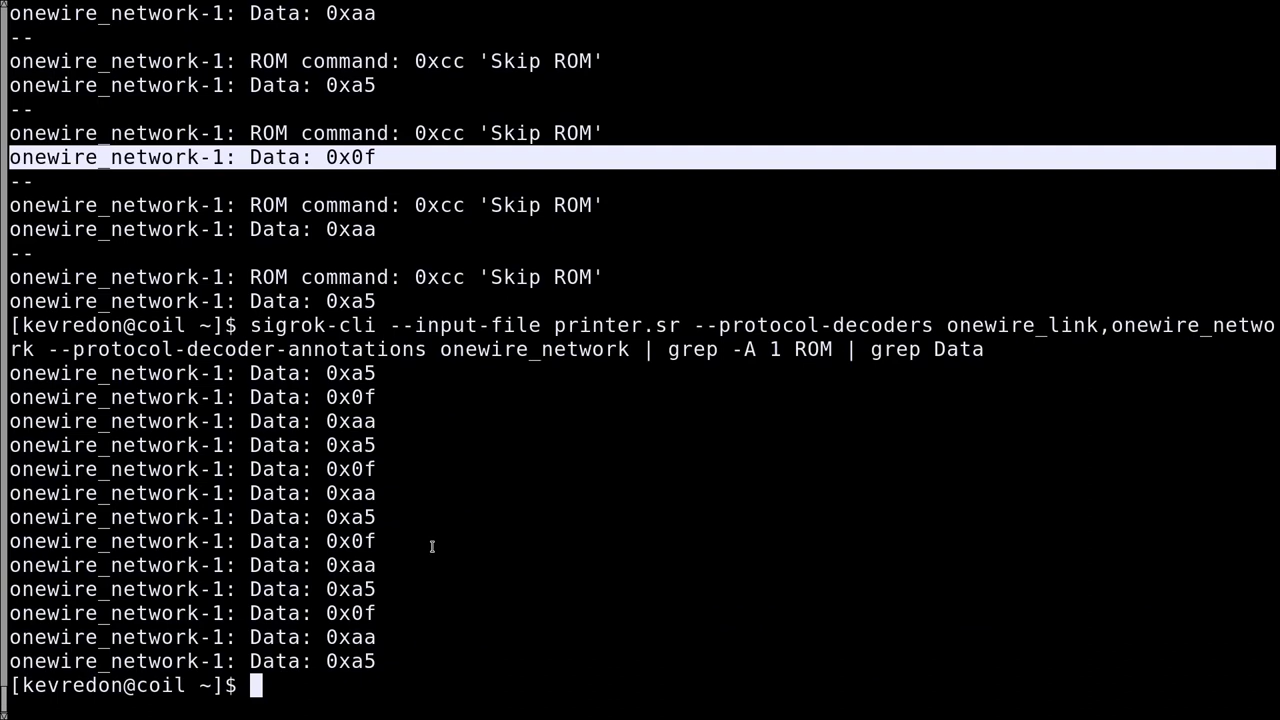 onewire_network-1: Data: 0xaa
--
onewire_network-1: ROM command: 0xcc 'Skip ROM'
onewire_network-1: Data: 0xa5
--
onewire_network-1: ROM command: 0xcc 'Skip ROM'
onewire_network-1: Data: 0x0f
--
onewire_network-1: ROM command: 0xcc 'Skip ROM'
onewire_network-1: Data: 0xaa
--
onewire_network-1: ROM command: 0xcc 'Skip ROM'
onewire_network-1: Data: 0xa5
[kevredon@coil ~]$ sigrok-cli --input-file printer.sr --protocol-decoders onewire_link,onewire_netwo
rk --protocol-decoder-annotations onewire_network | grep -A 1 ROM | grep Data
onewire_network-1: Data: 0xa5
onewire_network-1: Data: 0x0f
onewire_network-1: Data: 0xaa
onewire_network-1: Data: 0xa5
onewire_network-1: Data: 0x0f
onewire_network-1: Data: 0xaa
onewire_network-1: Data: 0xa5
onewire_network-1: Data: 0x0f
onewire_network-1: Data: 0xaa
onewire_network-1: Data: 0xa5
onewire_network-1: Data: 0x0f
onewire_network-1: Data: 0xaa
onewire_network-1: Data: 0xa5
[kevredon@coil ~]$